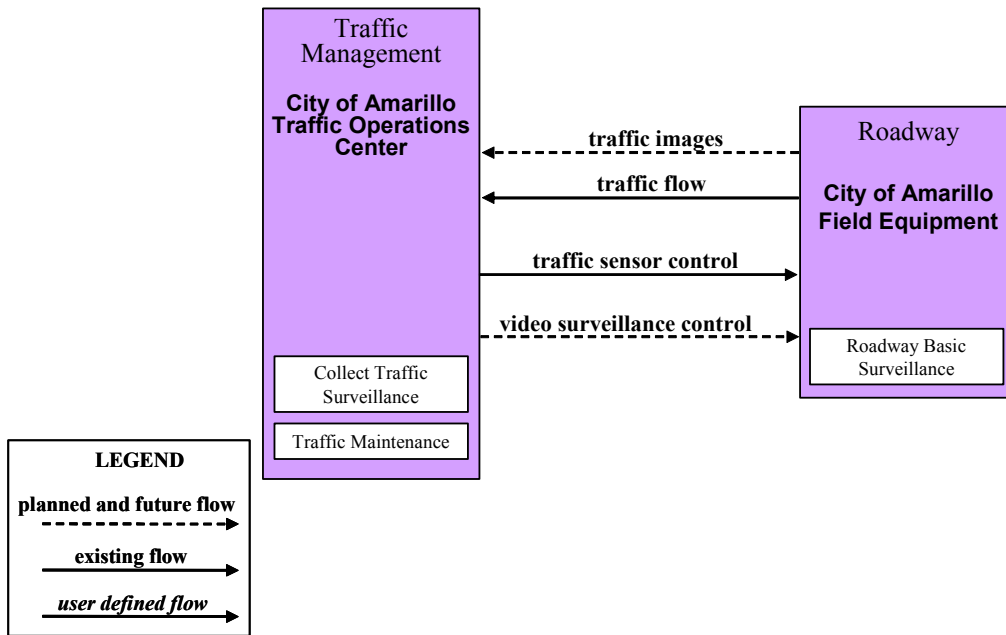 Traffic
Management
City of Amarillo
Traffic Operations
Center
traffic images
traffic flow
traffic sensor control
video surveillance control
Collect Traffic
Surveillance
Traffic Maintenance
Roadway
City of Amarillo
Field Equipment
Roadway Basic
Surveillance
LEGEND
planned and future flow
existing flow
user defined flow